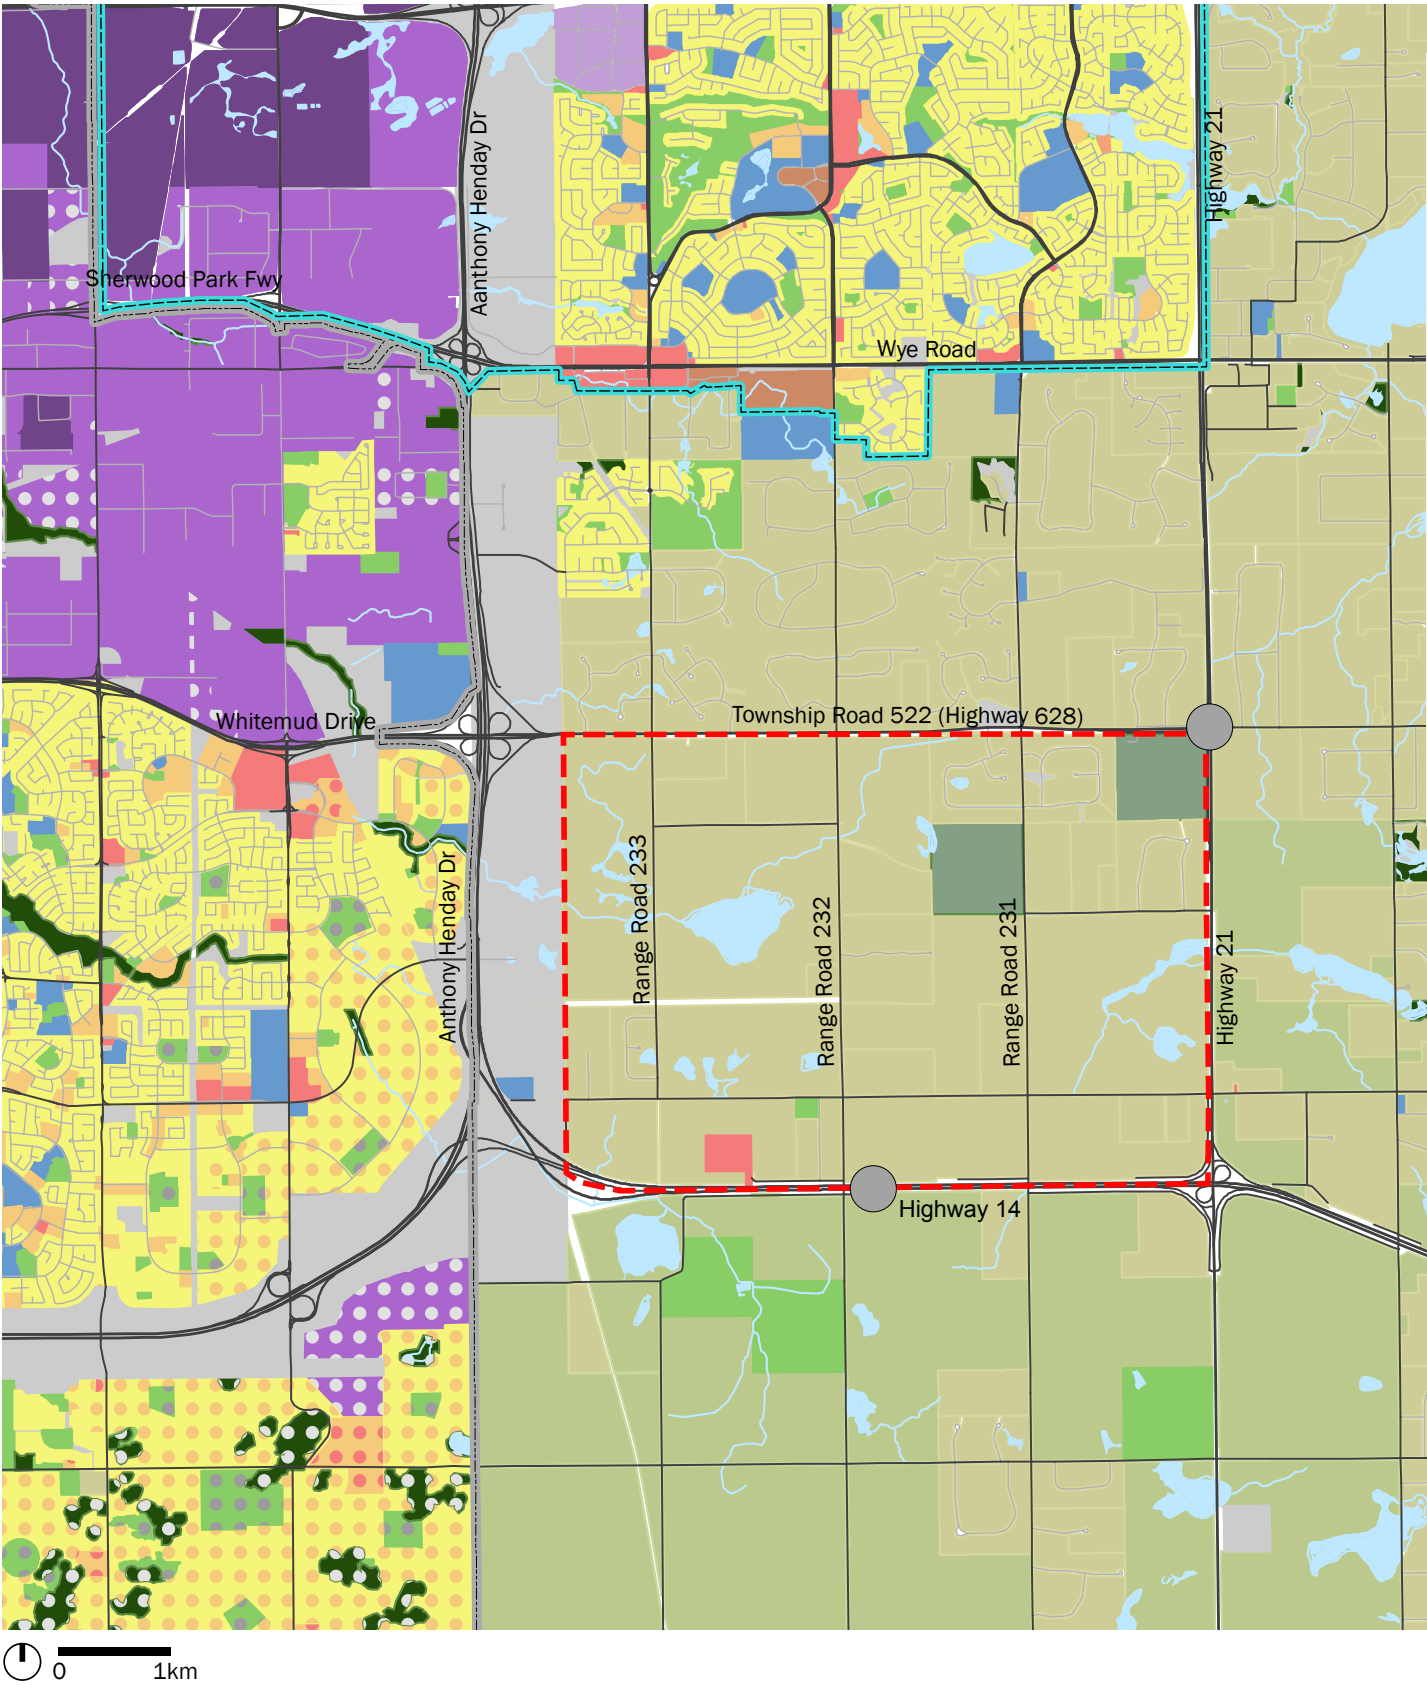 Aanthony Henday Dr
Highway 21
Sherwood Park Fwy
Wye Road
Whitemud Drive
Township Road 522 (Highway 628)
Anthony Henday Dr
Range Road 233
Range Road 232
Range Road 231
Highway 21
Highway 14
0 1km